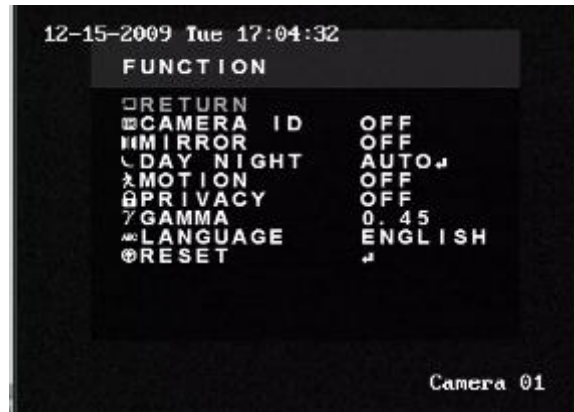 12-15-2009 Tue 17:04:32
FUNCTION
RETURN
CAMERA ID OFF
MIRROR OFF
DAY NIGHT AUTO↲
MOTION OFF
PRIVACY OFF
GAMMA 0.45
LANGUAGE ENGLISH
RESET ↲
Camera 01